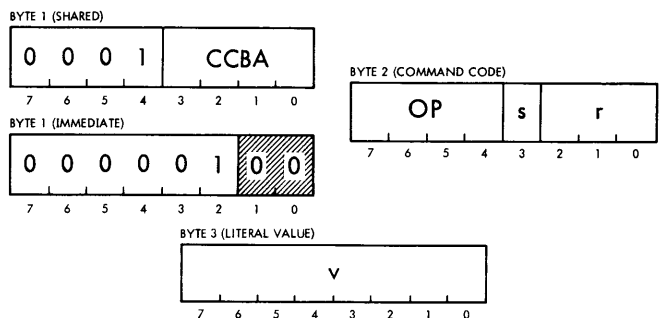 BYTE 1 (SHARED)
0 0 0 1 CCBA
7 6 5 4 3 2 1 0
BYTE 1 (IMMEDIATE)
0 0 0 0 0 1 0 0
7 6 5 4 3 2 1 0
BYTE 2 (COMMAND CODE)
OP s r
7 6 5 4 3 2 1 0
BYTE 3 (LITERAL VALUE)
v
7 6 5 4 3 2 1 0